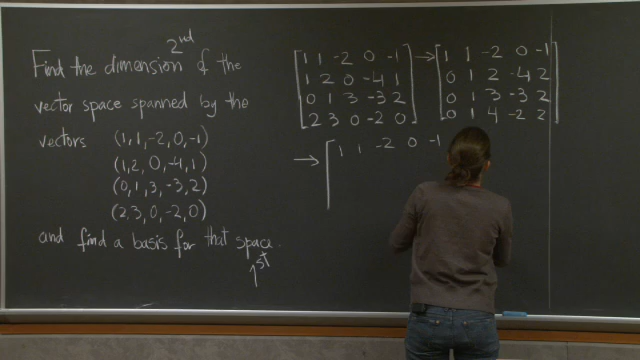 2nd
Find the dimension of the
vector space spanned by the
vectors (1, 1, -2, 0, -1)
(1, 2, 0, -4, 1)
(0, 1, 3, -3, 2)
(2, 3, 0, -2, 0)
and find a basis for that space.
1st
[1 1 -2 0 -1
1 2 0 -4 1
0 1 3 -3 2
2 3 0 -2 0]
→ [1 1 -2 0 -1
0 1 2 -4 2
0 1 3 -3 2
0 1 4 -2 2]
→ [1 1 -2 0 -1